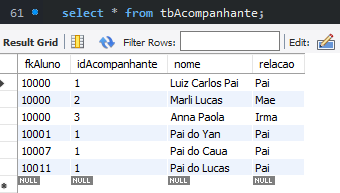 61 select * from tbAcompanhante;
Result Grid Filter Rows: Edit:
fkAluno idAcompanhante nome relacao
10000 1 Luiz Carlos Pai Pai
10000 2 Marli Lucas Mae
10000 3 Anna Paola Irma
10001 1 Pai do Yan Pai
10007 1 Pai do Caua Pai
10011 1 Pai do Lucas Pai
NULL NULL NULL NULL